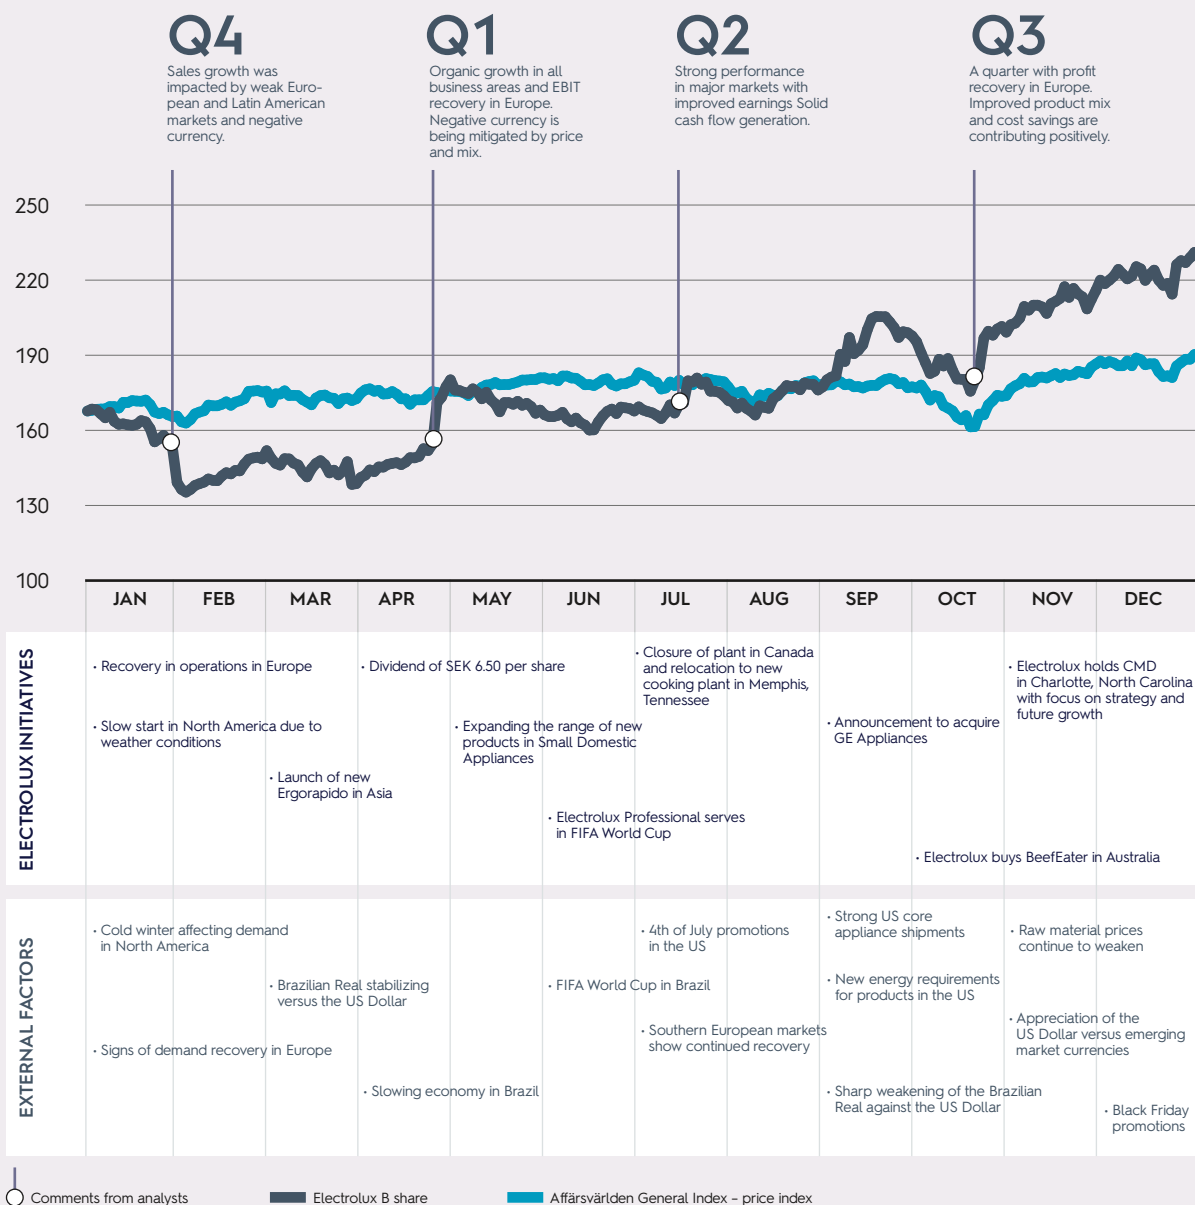 Q4
Sales growth was
impacted by weak Euro-
pean and Latin American
markets and negative
currency.
Q1
Organic growth in all
business areas and EBIT
recovery in Europe.
Negative currency is
being mitigated by price
and mix.
Q2
Strong performance
in major markets with
improved earnings Solid
cash flow generation.
Q3
A quarter with profit
recovery in Europe.
Improved product mix
and cost savings are
contributing positively.
250
220
190
160
130
100
JAN FEB MAR APR MAY JUN JUL AUG SEP OCT NOV DEC
ELECTROLUX INITIATIVES
· Recovery in operations in Europe
· Slow start in North America due to
weather conditions
· Launch of new
Ergorapido in Asia
· Dividend of SEK 6.50 per share
· Expanding the range of new
products in Small Domestic
Appliances
· Electrolux Professional serves
in FIFA World Cup
· Closure of plant in Canada
and relocation to new
cooking plant in Memphis,
Tennessee
· Announcement to acquire
GE Appliances
· Electrolux buys BeefEater in Australia
· Electrolux holds CMD
in Charlotte, North Carolina
with focus on strategy and
future growth
EXTERNAL FACTORS
· Cold winter affecting demand
in North America
· Signs of demand recovery in Europe
· Brazilian Real stabilizing
versus the US Dollar
· Slowing economy in Brazil
· FIFA World Cup in Brazil
· 4th of July promotions
in the US
· Southern European markets
show continued recovery
· Strong US core
appliance shipments
· New energy requirements
for products in the US
· Sharp weakening of the Brazilian
Real against the US Dollar
· Raw material prices
continue to weaken
· Appreciation of the
US Dollar versus emerging
market currencies
· Black Friday
promotions
Comments from analysts
Electrolux B share
Affärsvärlden General Index – price index